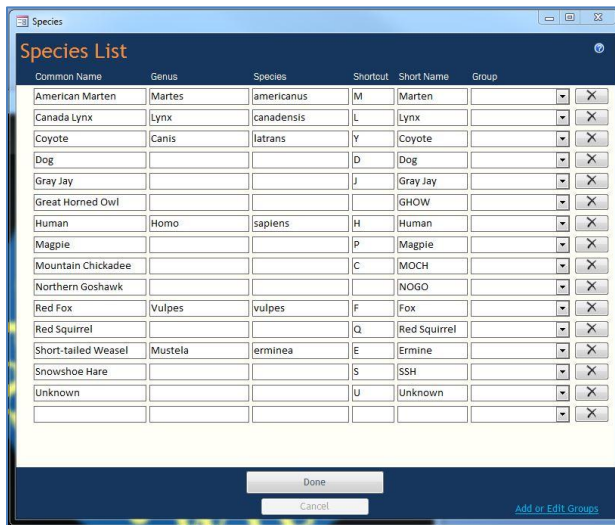 Species
Species List
Common Name Genus Species Shortcut Short Name Group
American Marten Martes americanus M Marten
Canada Lynx Lynx canadensis L Lynx
Coyote Canis latrans Y Coyote
Dog D Dog
Gray Jay J Gray Jay
Great Horned Owl GHOW
Human Homo sapiens H Human
Magpie P Magpie
Mountain Chickadee C MOCH
Northern Goshawk NOGO
Red Fox Vulpes vulpes F Fox
Red Squirrel Q Red Squirrel
Short-tailed Weasel Mustela erminea E Ermine
Snowshoe Hare S SSH
Unknown U Unknown
Done
Cancel
Add or Edit Groups